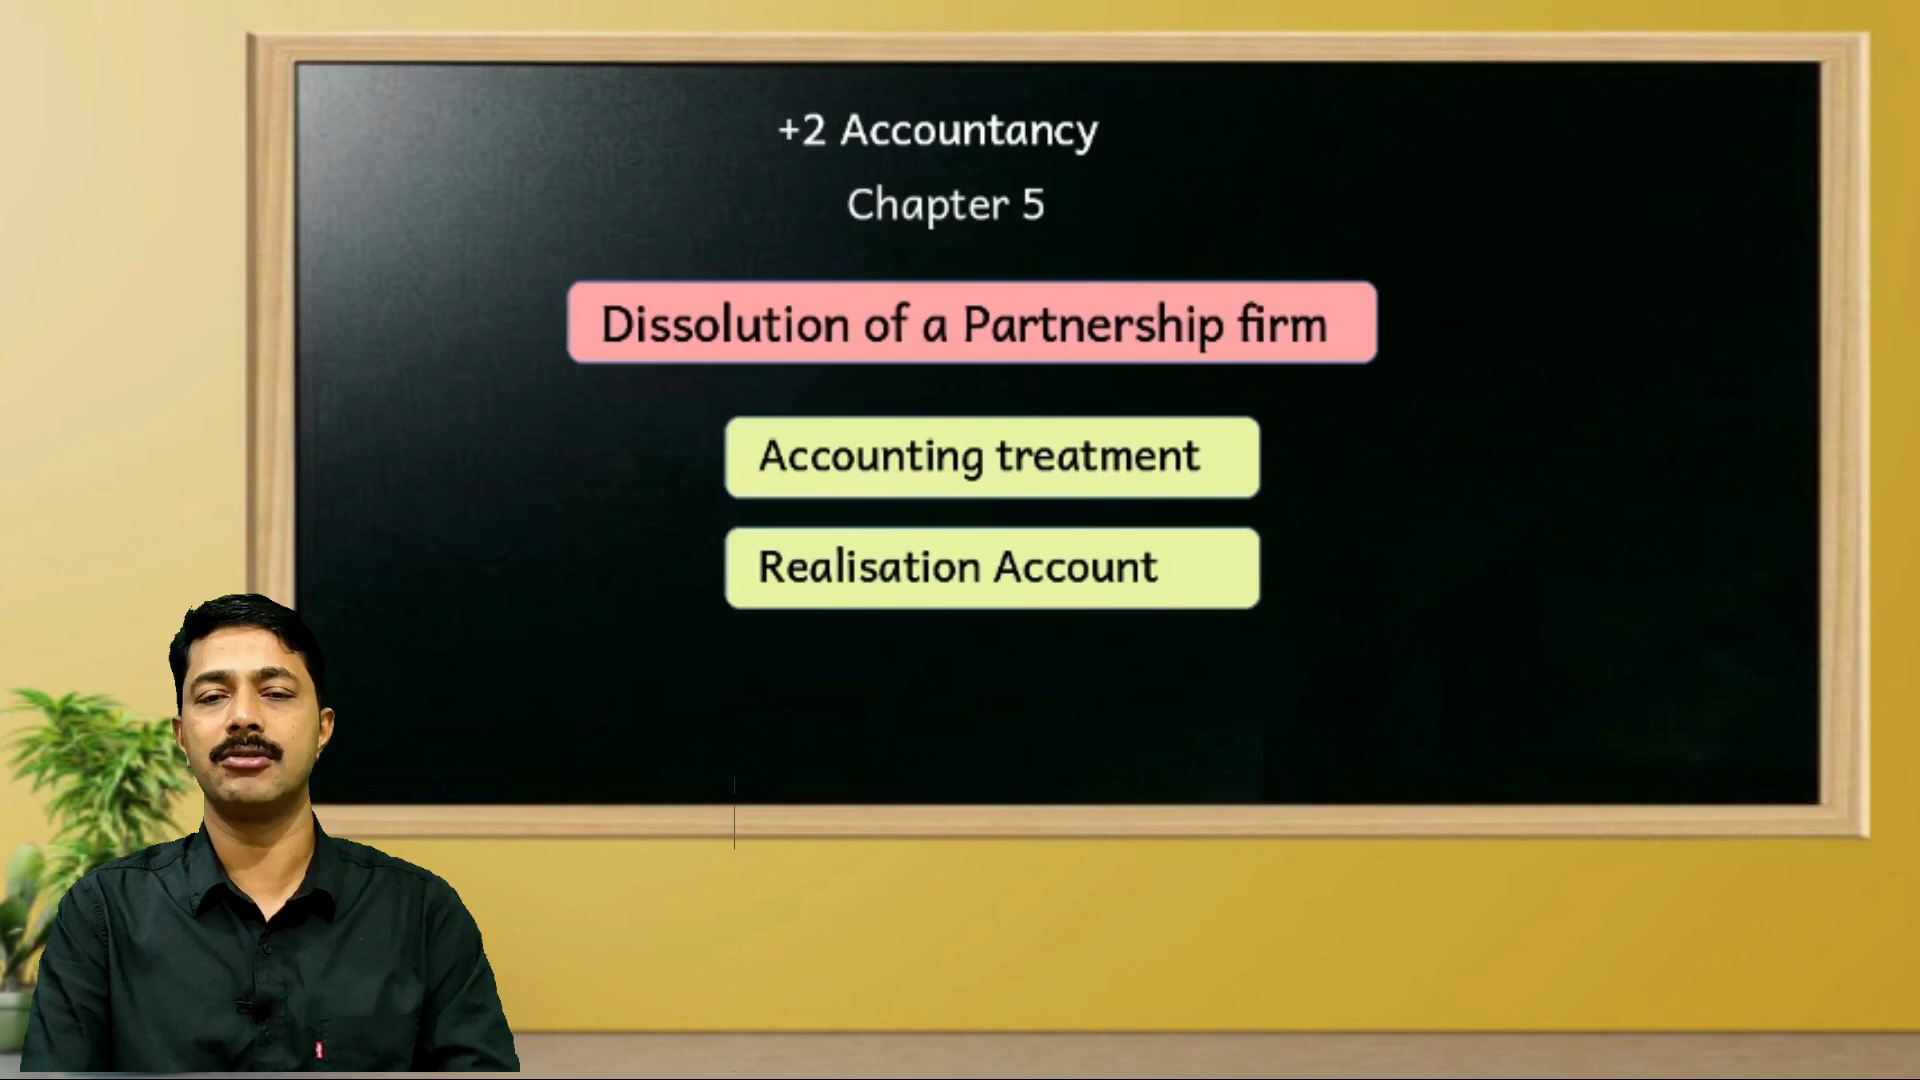 +2 Accountancy
Chapter 5
Dissolution of a Partnership firm
Accounting treatment
Realisation Account